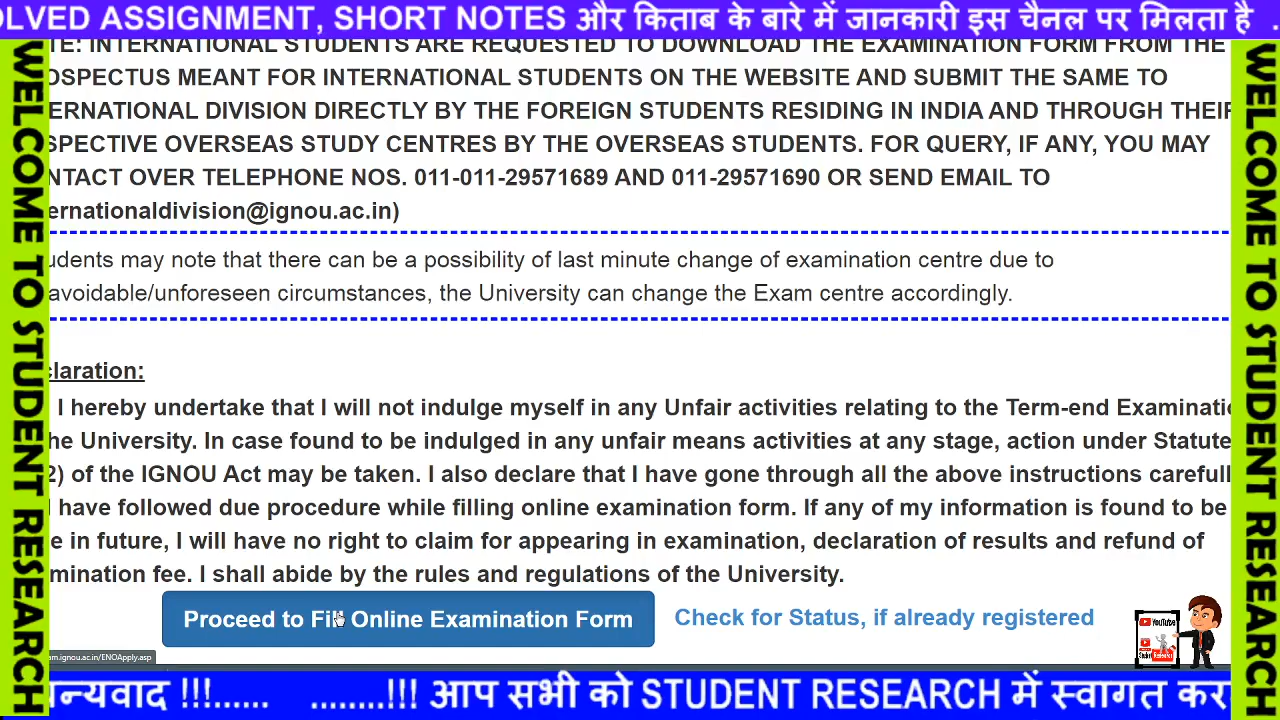 OLVED ASSIGNMENT, SHORT NOTES और किताब के बारे में जानकारी इस चैनल पर मिलता है .
TE: INTERNATIONAL STUDENTS ARE REQUESTED TO DOWNLOAD THE EXAMINATION FORM FROM THE
OSPECTUS MEANT FOR INTERNATIONAL STUDENTS ON THE WEBSITE AND SUBMIT THE SAME TO
ERNATIONAL DIVISION DIRECTLY BY THE FOREIGN STUDENTS RESIDING IN INDIA AND THROUGH THEIR
SPECTIVE OVERSEAS STUDY CENTRES BY THE OVERSEAS STUDENTS. FOR QUERY, IF ANY, YOU MAY
NTACT OVER TELEPHONE NOS. 011-011-29571689 AND 011-29571690 OR SEND EMAIL TO
ernationaldivision@ignou.ac.in)
udents may note that there can be a possibility of last minute change of examination centre due to
avoidable/unforeseen circumstances, the University can change the Exam centre accordingly.
claration:
I hereby undertake that I will not indulge myself in any Unfair activities relating to the Term-end Examinatio
he University. In case found to be indulged in any unfair means activities at any stage, action under Statute
2) of the IGNOU Act may be taken. I also declare that I have gone through all the above instructions carefull
I have followed due procedure while filling online examination form. If any of my information is found to be
e in future, I will have no right to claim for appearing in examination, declaration of results and refund of
mination fee. I shall abide by the rules and regulations of the University.
Proceed to Fill Online Examination Form
Check for Status, if already registered
am.ignou.ac.in/ENOApply.asp
YouTube
Student Research
न्यवाद !!!...... ........!!! आप सभी को STUDENT RESEARCH में स्वागत कर
WELCOME TO STUDENT RESEARCH
WELCOME TO STUDENT RESEARCH